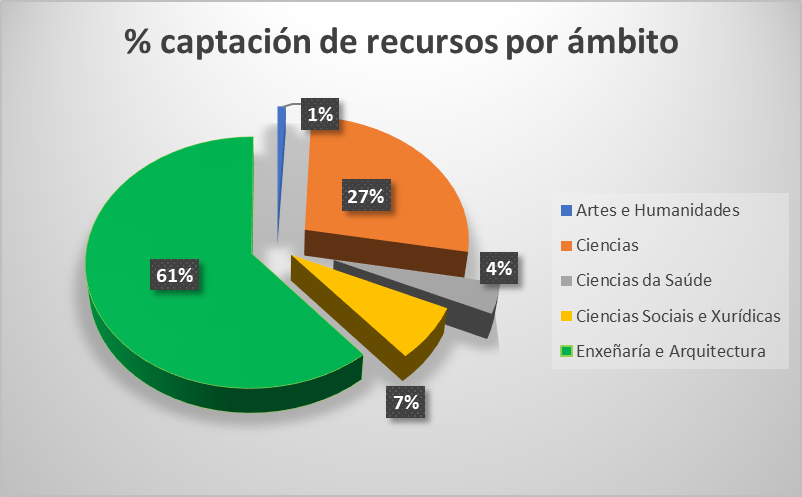 % captación de recursos por ámbito
1%
27%
4%
7%
61%
Artes e Humanidades
Ciencias
Ciencias da Saúde
Ciencias Sociais e Xurídicas
Enxeñaría e Arquitectura